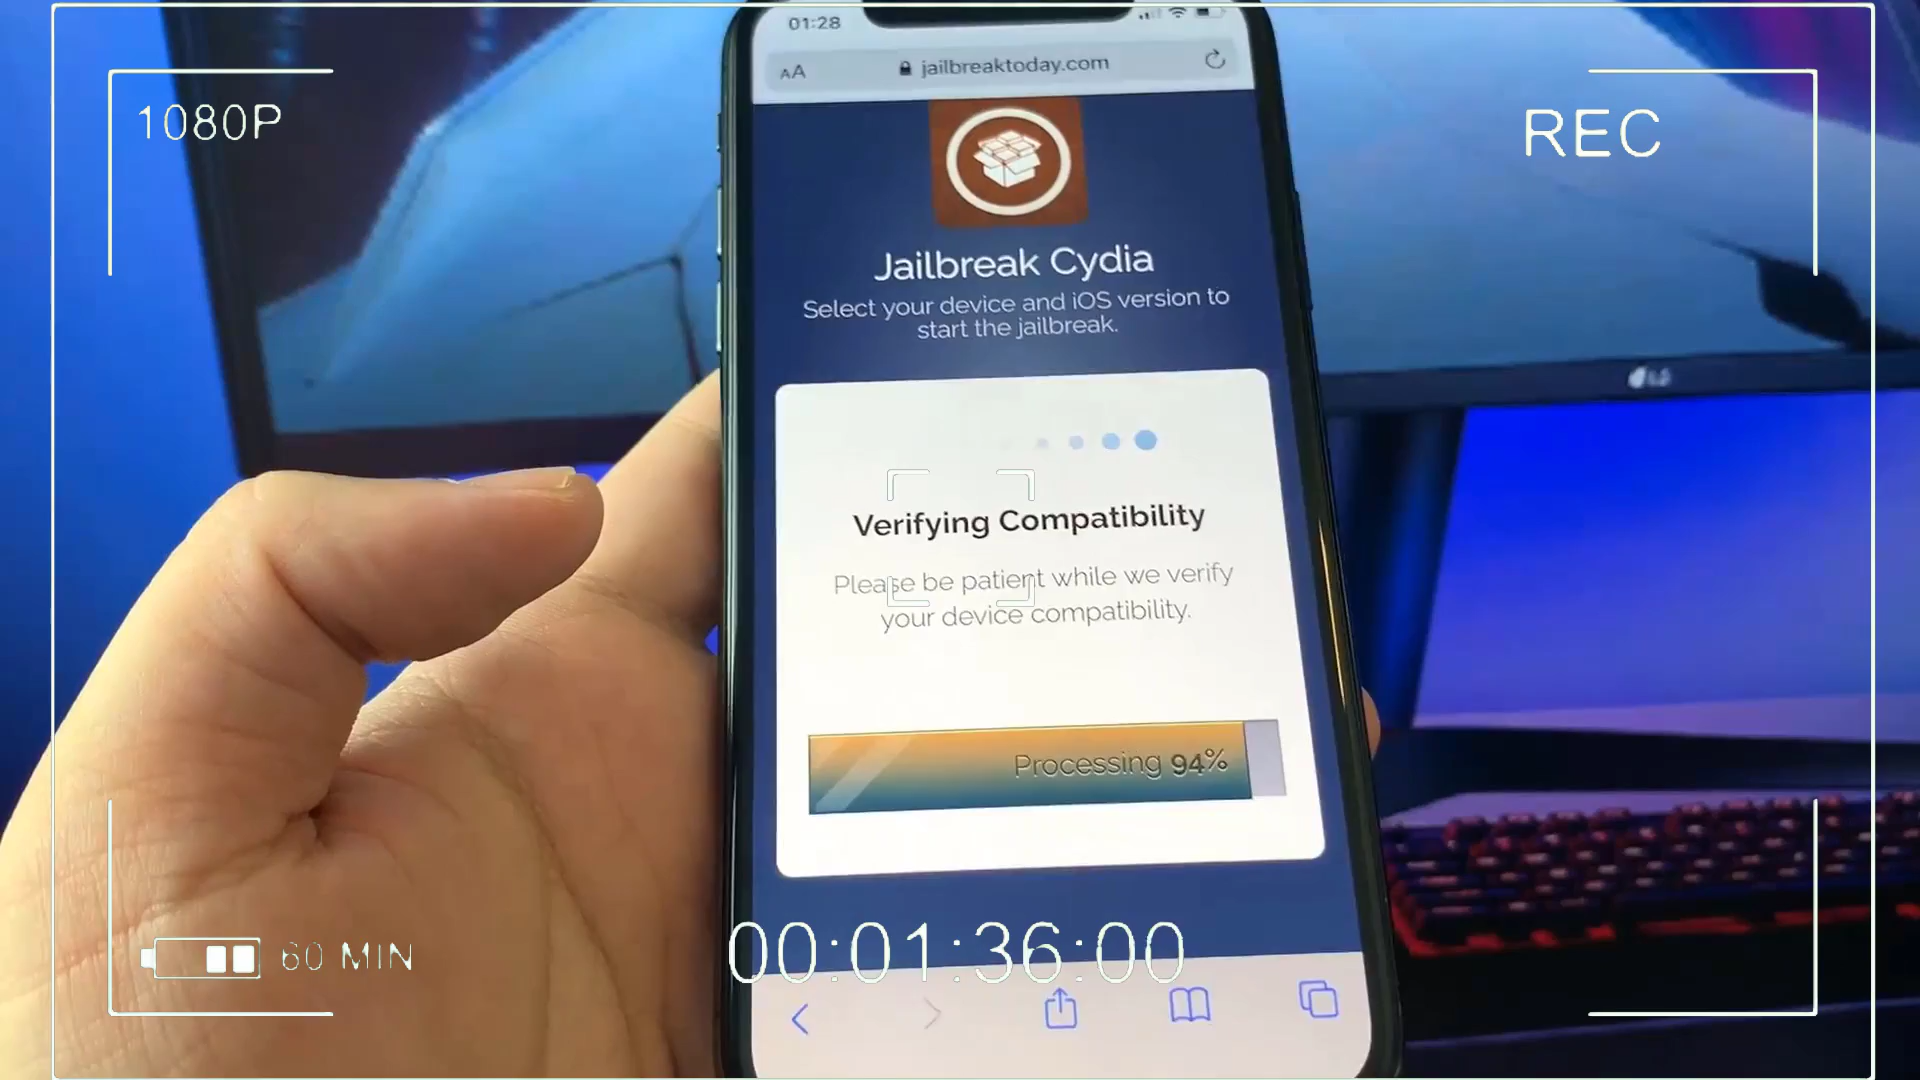 01:28
AA jailbreaktoday.com
1080P
REC
Jailbreak Cydia
Select your device and iOS version to
start the jailbreak.
Verifying Compatibility
Please be patient while we verify
your device compatibility.
Processing 94%
60 MIN
00:01:36:00
LG